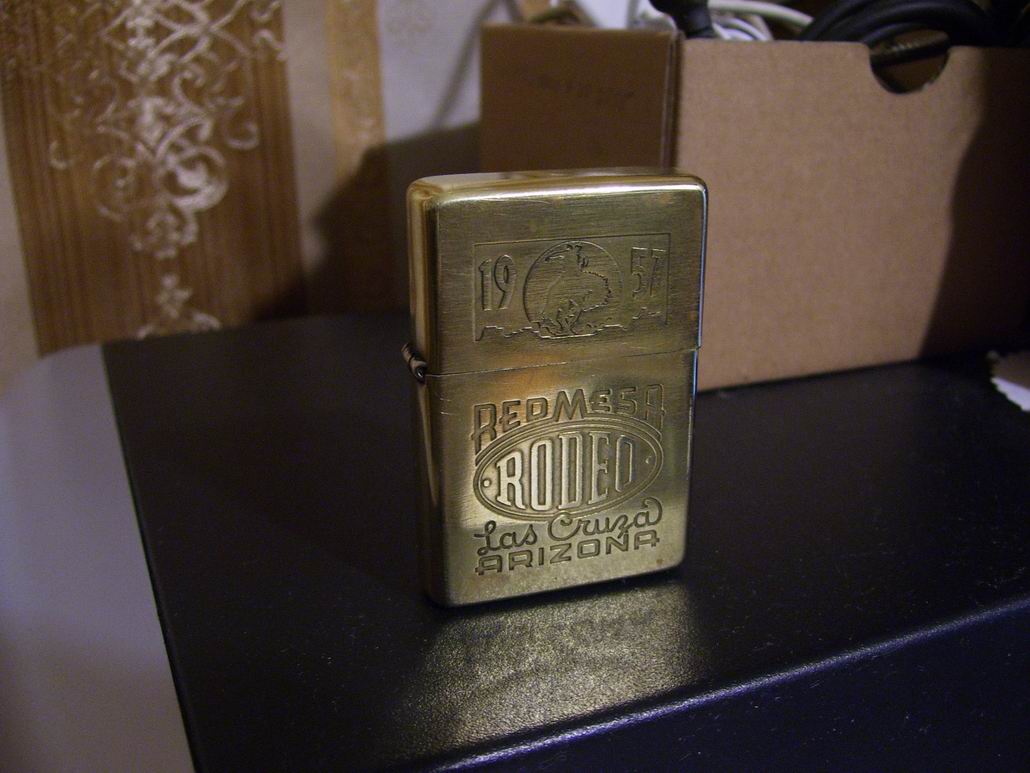 19 57
RED MESA
RODEO
Las Cruza
ARIZONA